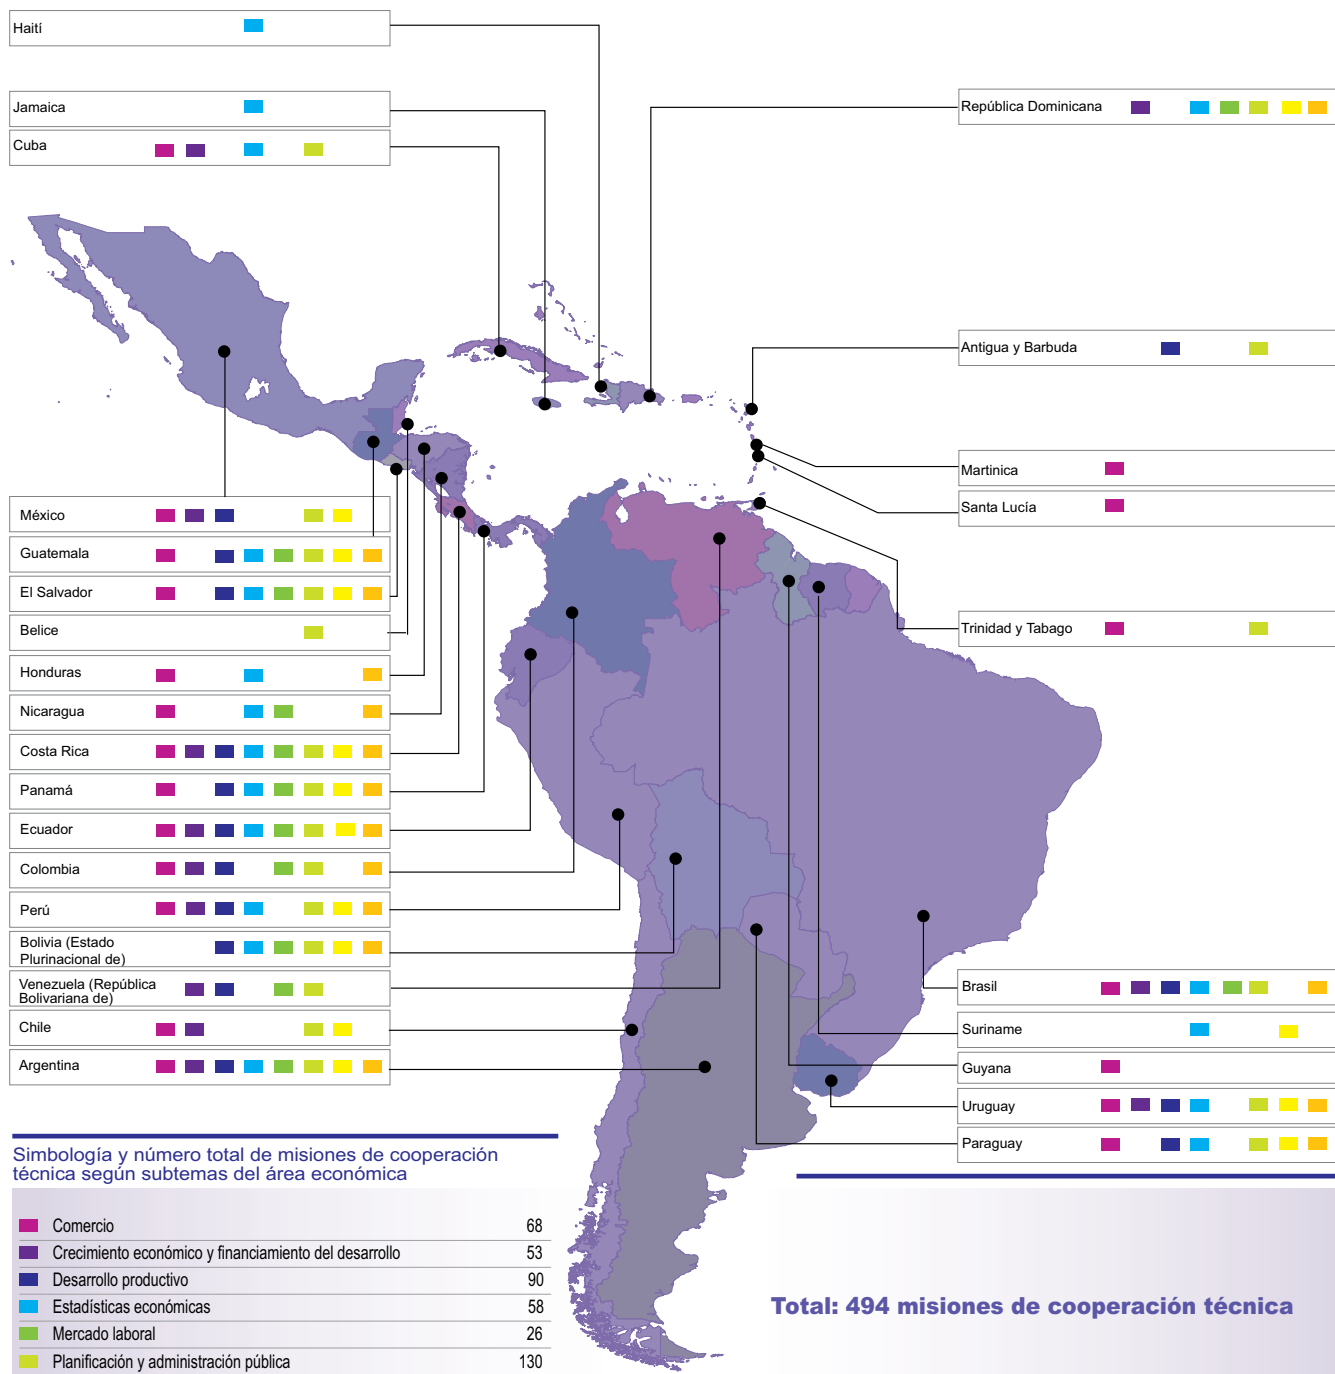 Haití
Jamaica
Cuba
República Dominicana
Antigua y Barbuda
Martinica
Santa Lucía
Trinidad y Tabago
México
Guatemala
El Salvador
Belice
Honduras
Nicaragua
Costa Rica
Panamá
Ecuador
Colombia
Perú
Bolivia (Estado
Plurinacional de)
Venezuela (República
Bolivariana de)
Chile
Argentina
Brasil
Suriname
Guyana
Uruguay
Paraguay
Simbología y número total de misiones de cooperación
técnica según subtemas del área económica
Comercio 68
Crecimiento económico y financiamiento del desarrollo 53
Desarrollo productivo 90
Estadísticas económicas 58
Mercado laboral 26
Planificación y administración pública 130
Total: 494 misiones de cooperación técnica